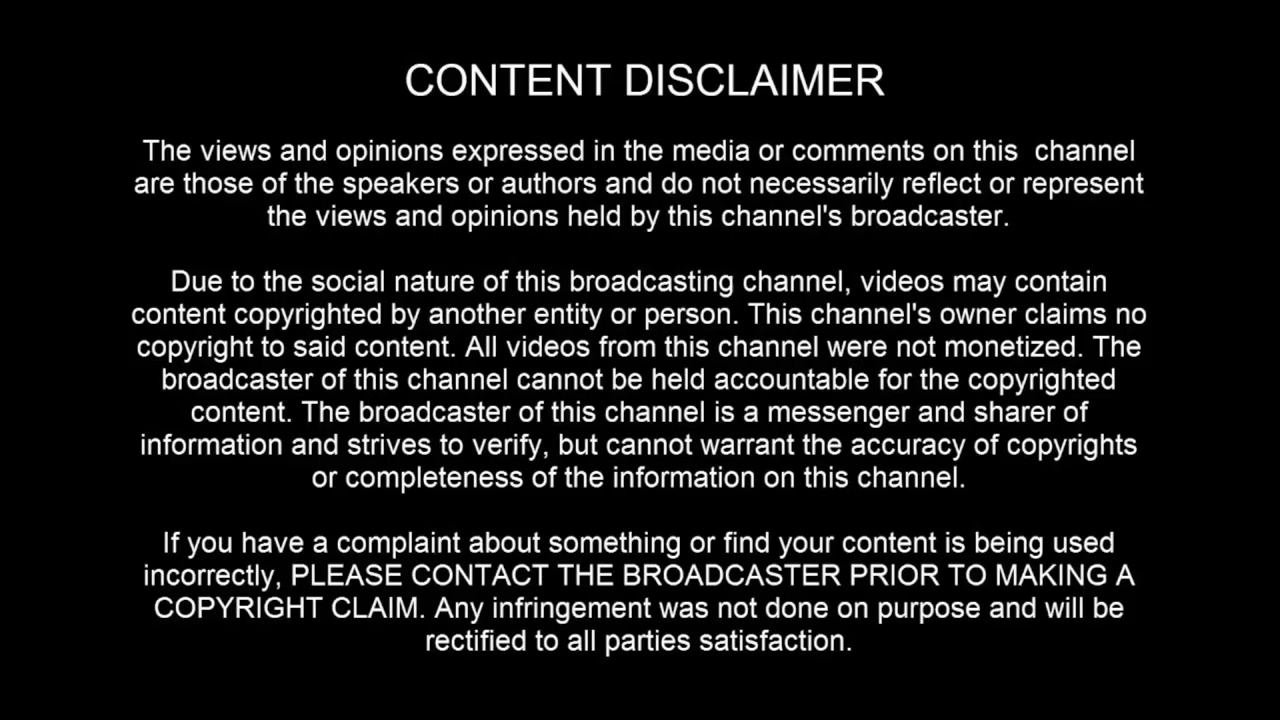 CONTENT DISCLAIMER
The views and opinions expressed in the media or comments on this  channel
are those of the speakers or authors and do not necessarily reflect or represent
the views and opinions held by this channel's broadcaster.
Due to the social nature of this broadcasting channel, videos may contain
content copyrighted by another entity or person. This channel's owner claims no
copyright to said content. All videos from this channel were not monetized. The
broadcaster of this channel cannot be held accountable for the copyrighted
content. The broadcaster of this channel is a messenger and sharer of
information and strives to verify, but cannot warrant the accuracy of copyrights
or completeness of the information on this channel.
If you have a complaint about something or find your content is being used
incorrectly, PLEASE CONTACT THE BROADCASTER PRIOR TO MAKING A
COPYRIGHT CLAIM. Any infringement was not done on purpose and will be
rectified to all parties satisfaction.